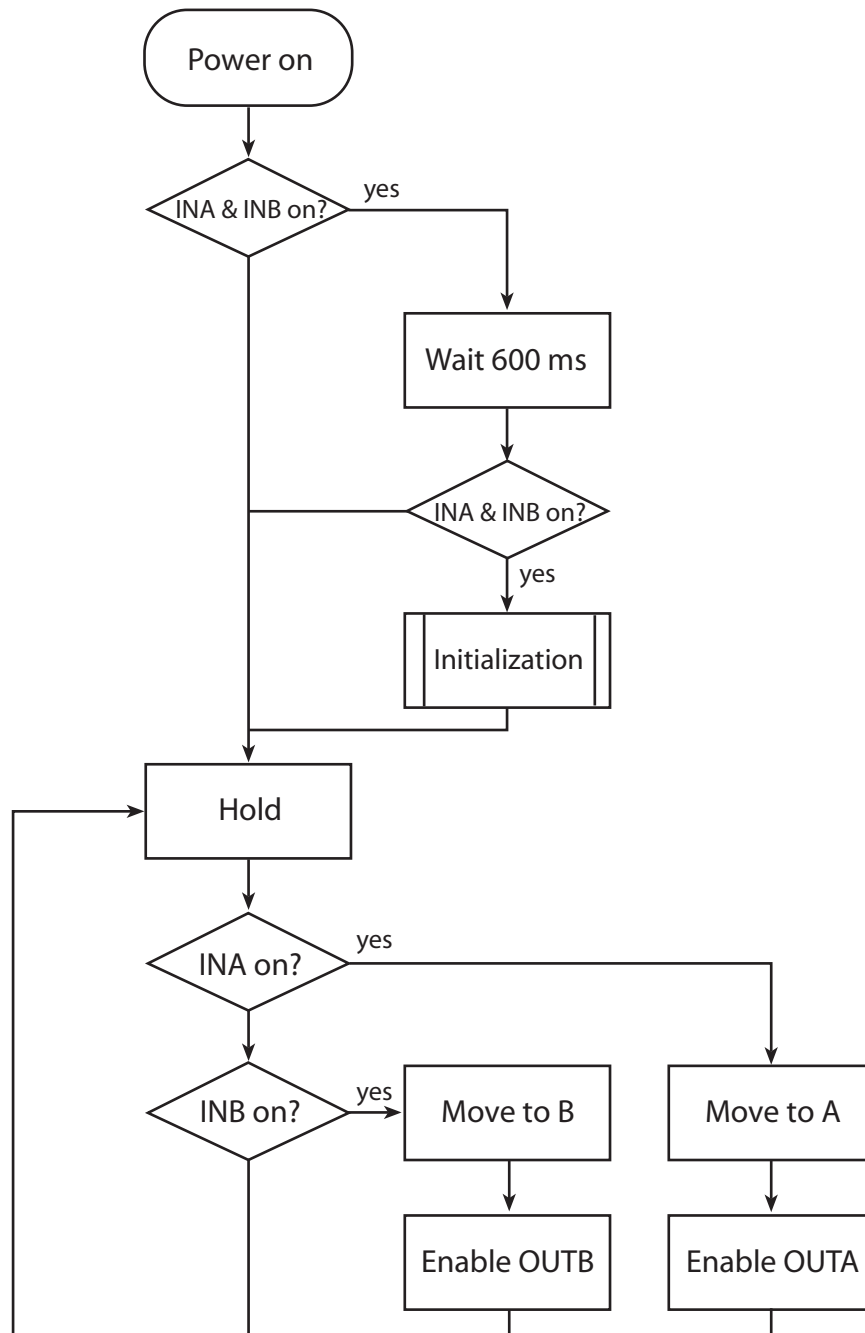 Power on
INA & INB on?
yes
Wait 600 ms
INA & INB on?
yes
Initialization
Hold
INA on?
yes
INB on?
yes
Move to B
Move to A
Enable OUTB
Enable OUTA